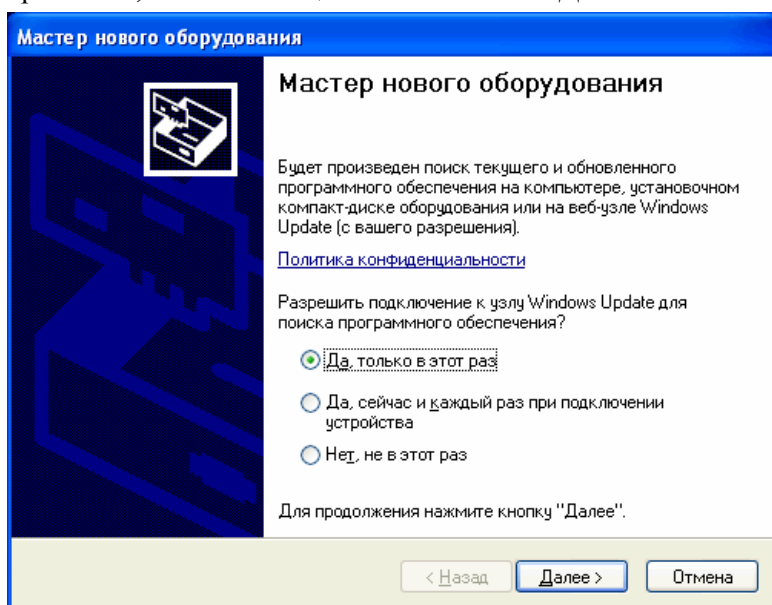 Мастер нового оборудования
Мастер нового оборудования
Будет произведен поиск текущего и обновленного
программного обеспечения на компьютере, установочном
компакт-диске оборудования или на веб-узле Windows
Update (с вашего разрешения).
Политика конфиденциальности
Разрешить подключение к узлу Windows Update для
поиска программного обеспечения?
Да, только в этот раз
Да, сейчас и каждый раз при подключении
устройства
Нет, не в этот раз
Для продолжения нажмите кнопку "Далее".
< Назад Далее > Отмена